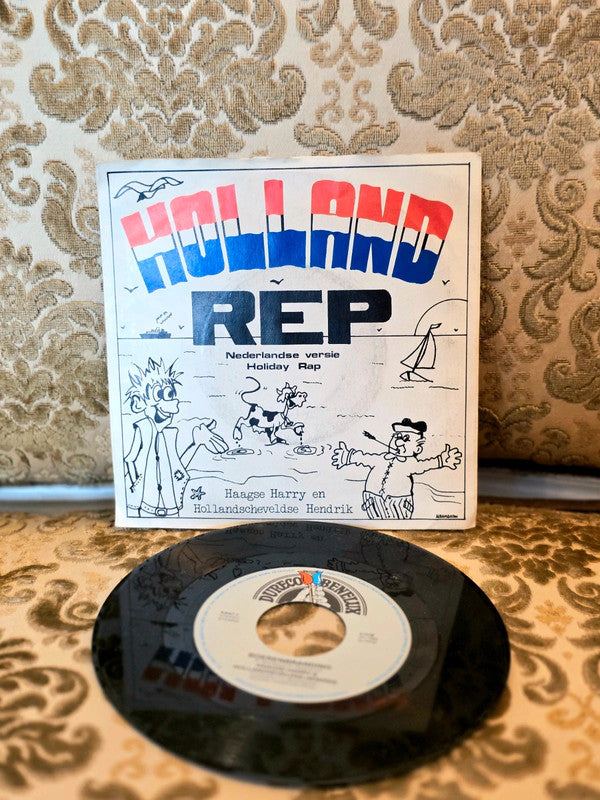 HOLLAND
REP
Nederlandse versie
Holiday Rap
Haagse Harry en
Hollandscheveldse Hendrik
DURECO BENELUX